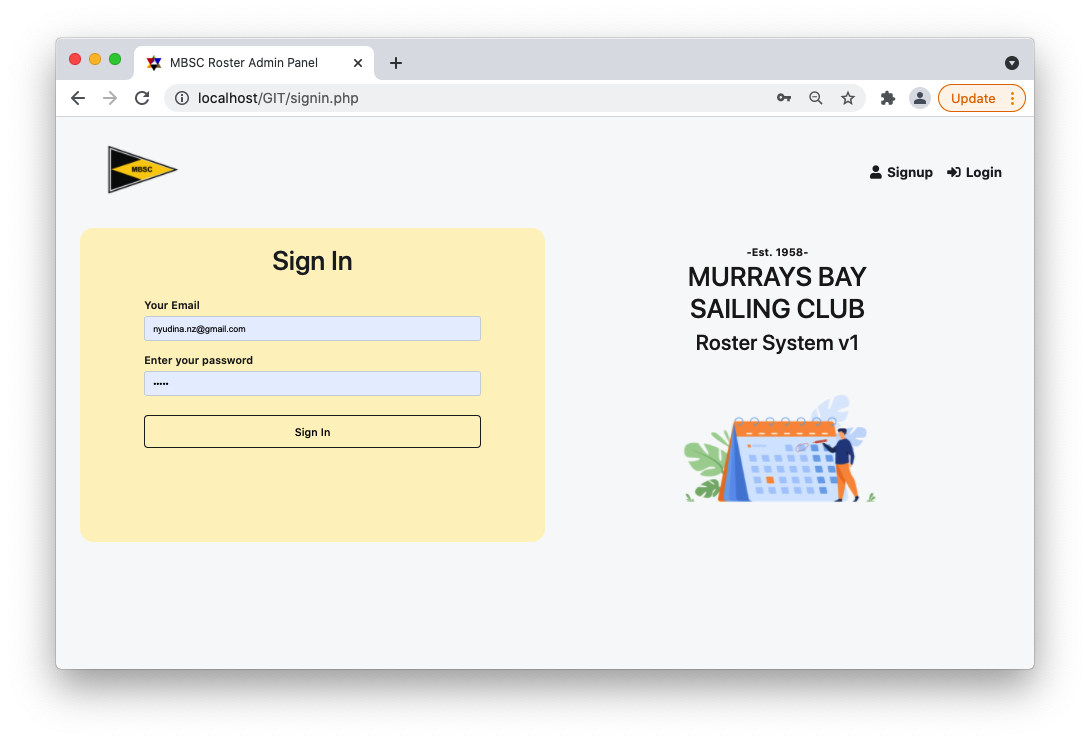 MBSC Roster Admin Panel
localhost/GIT/signin.php
Update
MBSC
Signup
Login
Sign In
Your Email
nyudina.nz@gmail.com
Enter your password
•••••
Sign In
-Est. 1958-
MURRAYS BAY
SAILING CLUB
Roster System v1